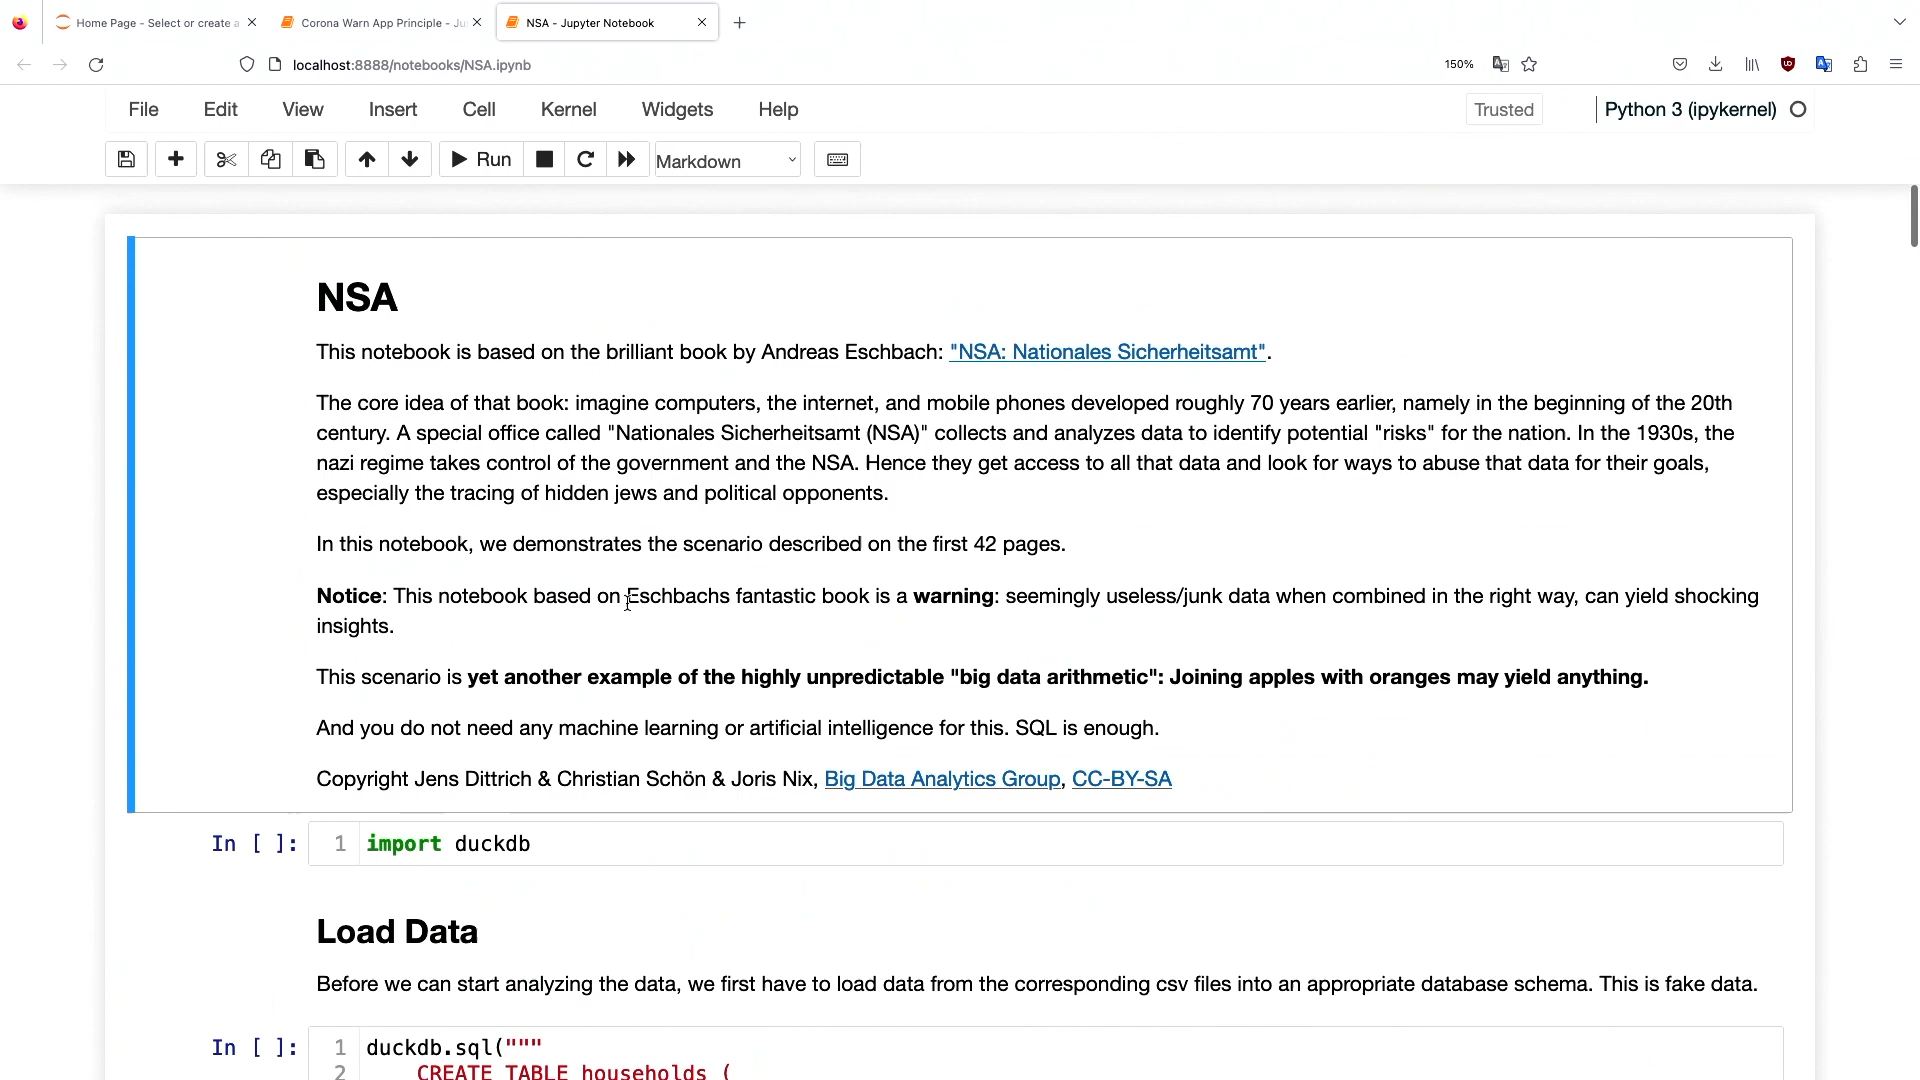 Home Page - Select or create a
Corona Warn App Principle - Ju
NSA - Jupyter Notebook
localhost:8888/notebooks/NSA.ipynb
150%
File Edit View Insert Cell Kernel Widgets Help
Trusted
Python 3 (ipykernel)
Run
Markdown
NSA
This notebook is based on the brilliant book by Andreas Eschbach: "NSA: Nationales Sicherheitsamt".
The core idea of that book: imagine computers, the internet, and mobile phones developed roughly 70 years earlier, namely in the beginning of the 20th
century. A special office called "Nationales Sicherheitsamt (NSA)" collects and analyzes data to identify potential "risks" for the nation. In the 1930s, the
nazi regime takes control of the government and the NSA. Hence they get access to all that data and look for ways to abuse that data for their goals,
especially the tracing of hidden jews and political opponents.
In this notebook, we demonstrates the scenario described on the first 42 pages.
Notice: This notebook based on Eschbachs fantastic book is a warning: seemingly useless/junk data when combined in the right way, can yield shocking
insights.
This scenario is yet another example of the highly unpredictable "big data arithmetic": Joining apples with oranges may yield anything.
And you do not need any machine learning or artificial intelligence for this. SQL is enough.
Copyright Jens Dittrich & Christian Schön & Joris Nix, Big Data Analytics Group, CC-BY-SA
In [ ]: 1 import duckdb
Load Data
Before we can start analyzing the data, we first have to load data from the corresponding csv files into an appropriate database schema. This is fake data.
In [ ]: 1 duckdb.sql("""
2 CREATE TABLE households (